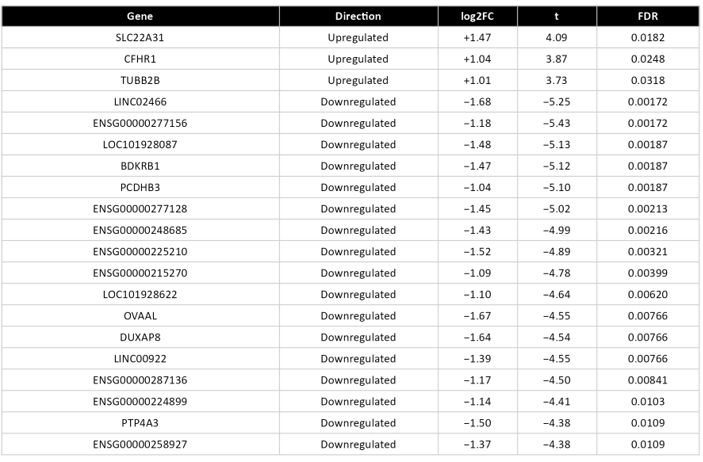 Gene Direction log2FC t FDR
SLC22A31 Upregulated +1.47 4.09 0.0182
CFHR1 Upregulated +1.04 3.87 0.0248
TUBB2B Upregulated +1.01 3.73 0.0318
LINC02466 Downregulated −1.68 −5.25 0.00172
ENSG00000277156 Downregulated −1.18 −5.43 0.00172
LOC101928087 Downregulated −1.48 −5.13 0.00187
BDKRB1 Downregulated −1.47 −5.12 0.00187
PCDHB3 Downregulated −1.04 −5.10 0.00187
ENSG00000277128 Downregulated −1.45 −5.02 0.00213
ENSG00000248685 Downregulated −1.43 −4.99 0.00216
ENSG00000225210 Downregulated −1.52 −4.89 0.00321
ENSG00000215270 Downregulated −1.09 −4.78 0.00399
LOC101928622 Downregulated −1.10 −4.64 0.00620
OVAAL Downregulated −1.67 −4.55 0.00766
DUXAP8 Downregulated −1.64 −4.54 0.00766
LINC00922 Downregulated −1.39 −4.55 0.00766
ENSG00000287136 Downregulated −1.17 −4.50 0.00841
ENSG00000224899 Downregulated −1.14 −4.41 0.0103
PTP4A3 Downregulated −1.50 −4.38 0.0109
ENSG00000258927 Downregulated −1.37 −4.38 0.0109